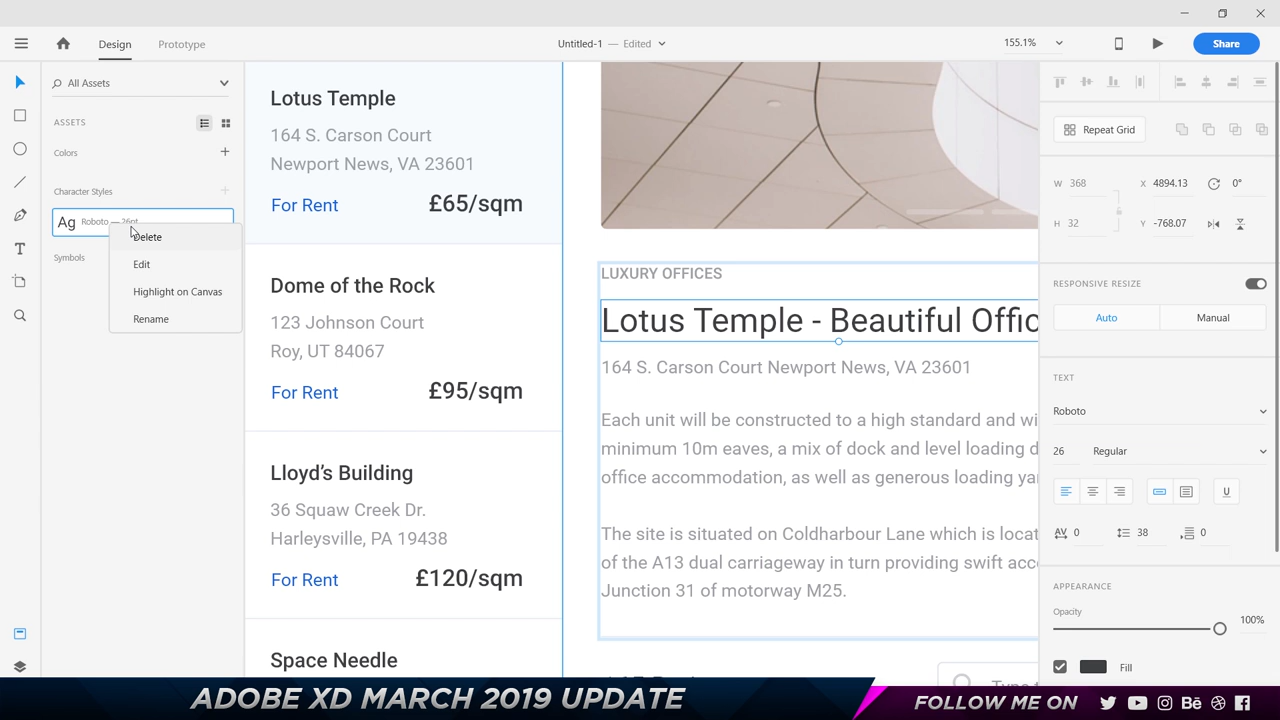 Design
Prototype
Untitled-1 — Edited
155.1%
Share
All Assets
ASSETS
Colors
Character Styles
Ag Roboto — 26pt
Delete
Edit
Highlight on Canvas
Rename
Symbols
Lotus Temple
164 S. Carson Court
Newport News, VA 23601
For Rent £65/sqm
Dome of the Rock
123 Johnson Court
Roy, UT 84067
For Rent £95/sqm
Lloyd's Building
36 Squaw Creek Dr.
Harleysville, PA 19438
For Rent £120/sqm
Space Needle
LUXURY OFFICES
Lotus Temple - Beautiful Offic
164 S. Carson Court Newport News, VA 23601
Each unit will be constructed to a high standard and wi
minimum 10m eaves, a mix of dock and level loading d
office accommodation, as well as generous loading ya
The site is situated on Coldharbour Lane which is locat
of the A13 dual carriageway in turn providing swift acc
Junction 31 of motorway M25.
Repeat Grid
W 368 X 4894.13 0°
H 32 Y -768.07
RESPONSIVE RESIZE
Auto Manual
TEXT
Roboto
26 Regular
U
AV 0 38 0
APPEARANCE
Opacity
100%
Fill
ADOBE XD MARCH 2019 UPDATE
FOLLOW ME ON